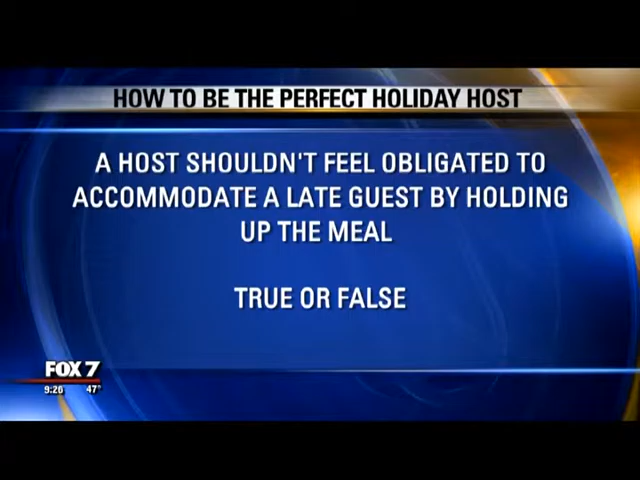 HOW TO BE THE PERFECT HOLIDAY HOST
A HOST SHOULDN'T FEEL OBLIGATED TO
ACCOMMODATE A LATE GUEST BY HOLDING
UP THE MEAL
TRUE OR FALSE
FOX 7
9:26 47°